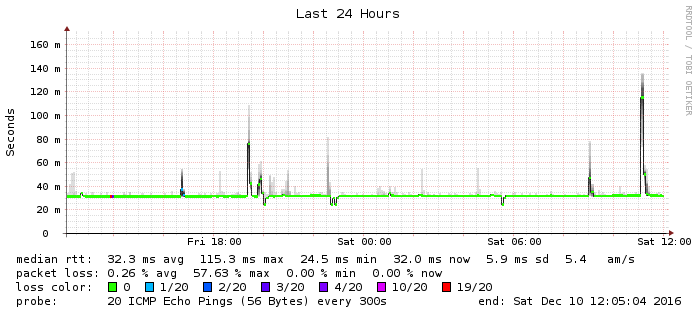 Last 24 Hours
RRDTOOL / TOBI OETIKER
Seconds
160 m
140 m
120 m
100 m
80 m
60 m
40 m
20 m
0
Fri 18:00 Sat 00:00 Sat 06:00 Sat 12:00
median rtt: 32.3 ms avg 115.3 ms max 24.5 ms min 32.0 ms now 5.9 ms sd 5.4 am/s
packet loss: 0.26 % avg 57.63 % max 0.00 % min 0.00 % now
loss color: 0 1/20 2/20 3/20 4/20 10/20 19/20
probe: 20 ICMP Echo Pings (56 Bytes) every 300s end: Sat Dec 10 12:05:04 2016